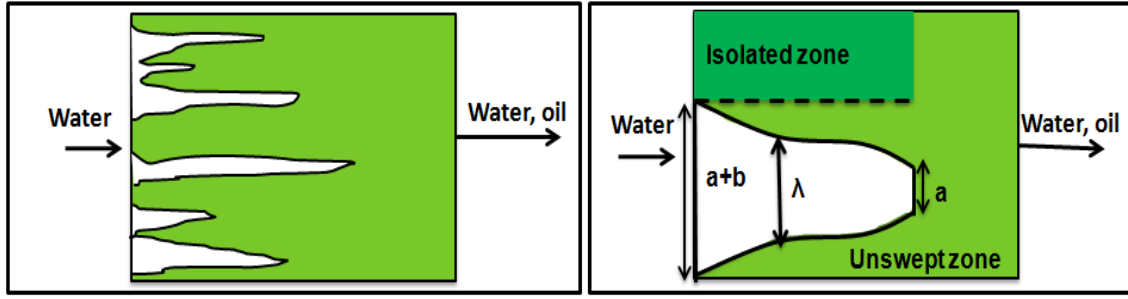 Water
Water, oil
Isolated zone
Water
Water, oil
a+b
λ
a
Unswept zone